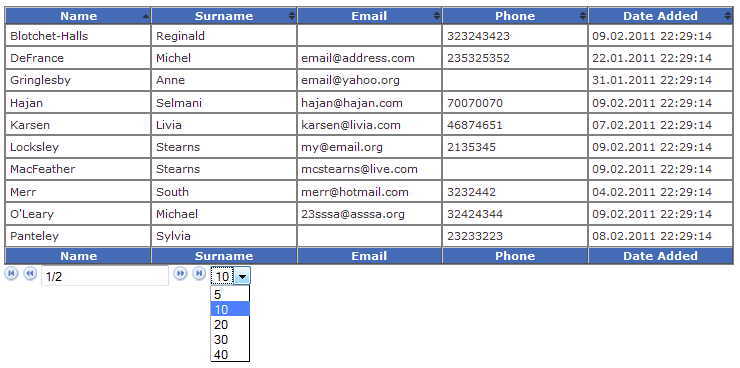 Name Surname Email Phone Date Added
Blotchet-Halls Reginald 323243423 09.02.2011 22:29:14
DeFrance Michel email@address.com 235325352 22.01.2011 22:29:14
Gringlesby Anne email@yahoo.org 31.01.2011 22:29:14
Hajan Selmani hajan@hajan.com 70070070 09.02.2011 22:29:14
Karsen Livia karsen@livia.com 46874651 07.02.2011 22:29:14
Locksley Stearns my@email.org 2135345 09.02.2011 22:29:14
MacFeather Stearns mcstearns@live.com 09.02.2011 22:29:14
Merr South merr@hotmail.com 3232442 04.02.2011 22:29:14
O'Leary Michael 23sssa@asssa.org 32424344 09.02.2011 22:29:14
Panteley Sylvia 23233223 08.02.2011 22:29:14
Name Surname Email Phone Date Added
1/2 10
5
10
20
30
40